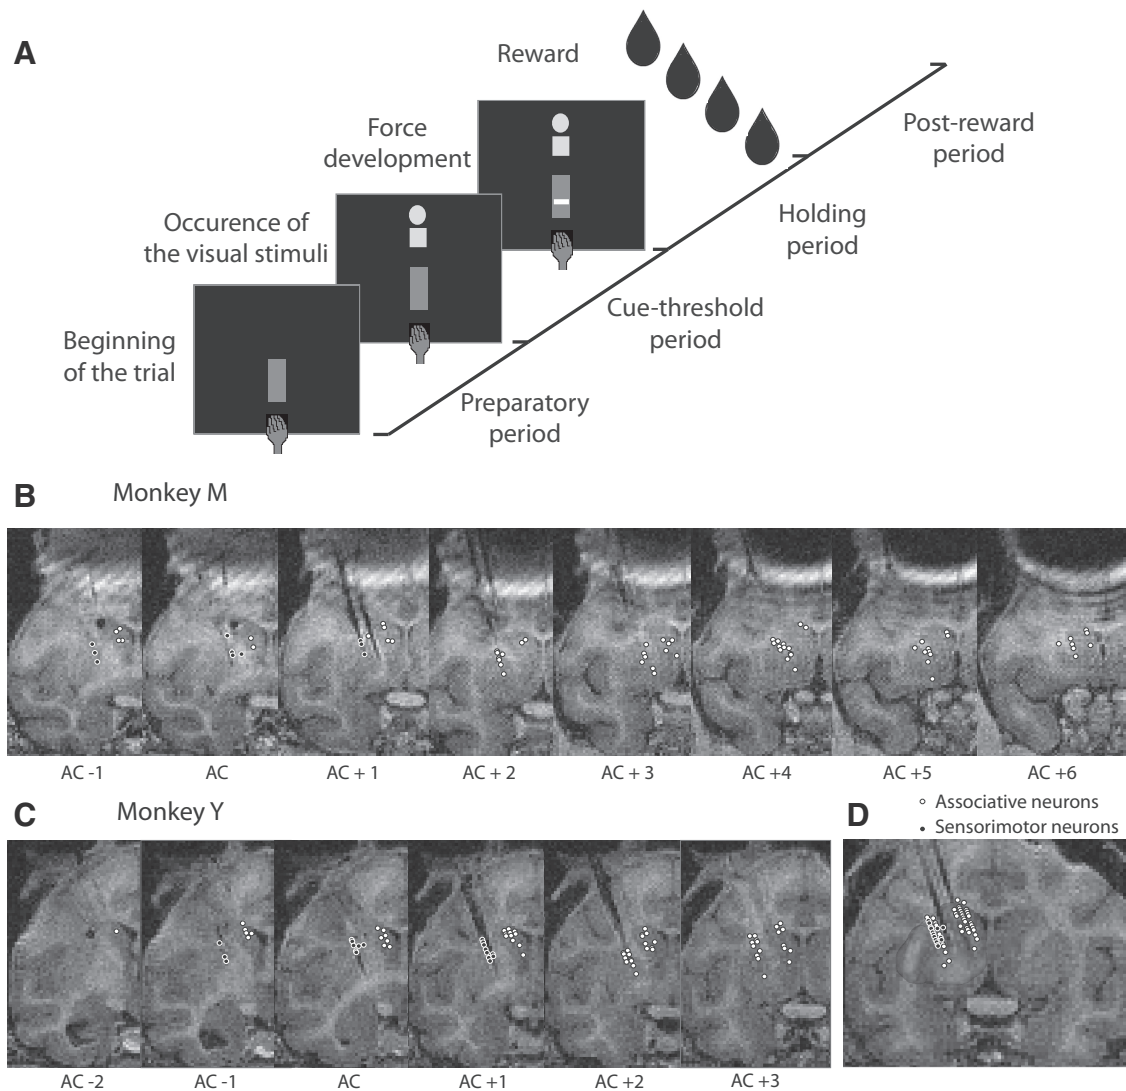 A
Reward
Force
development
Occurence of
the visual stimuli
Beginning
of the trial
Post-reward
period
Holding
period
Cue-threshold
period
Preparatory
period
B Monkey M
AC -1 AC AC + 1 AC + 2 AC + 3 AC +4 AC +5 AC +6
C Monkey Y
AC -2 AC -1 AC AC +1 AC +2 AC +3
D
Associative neurons
Sensorimotor neurons